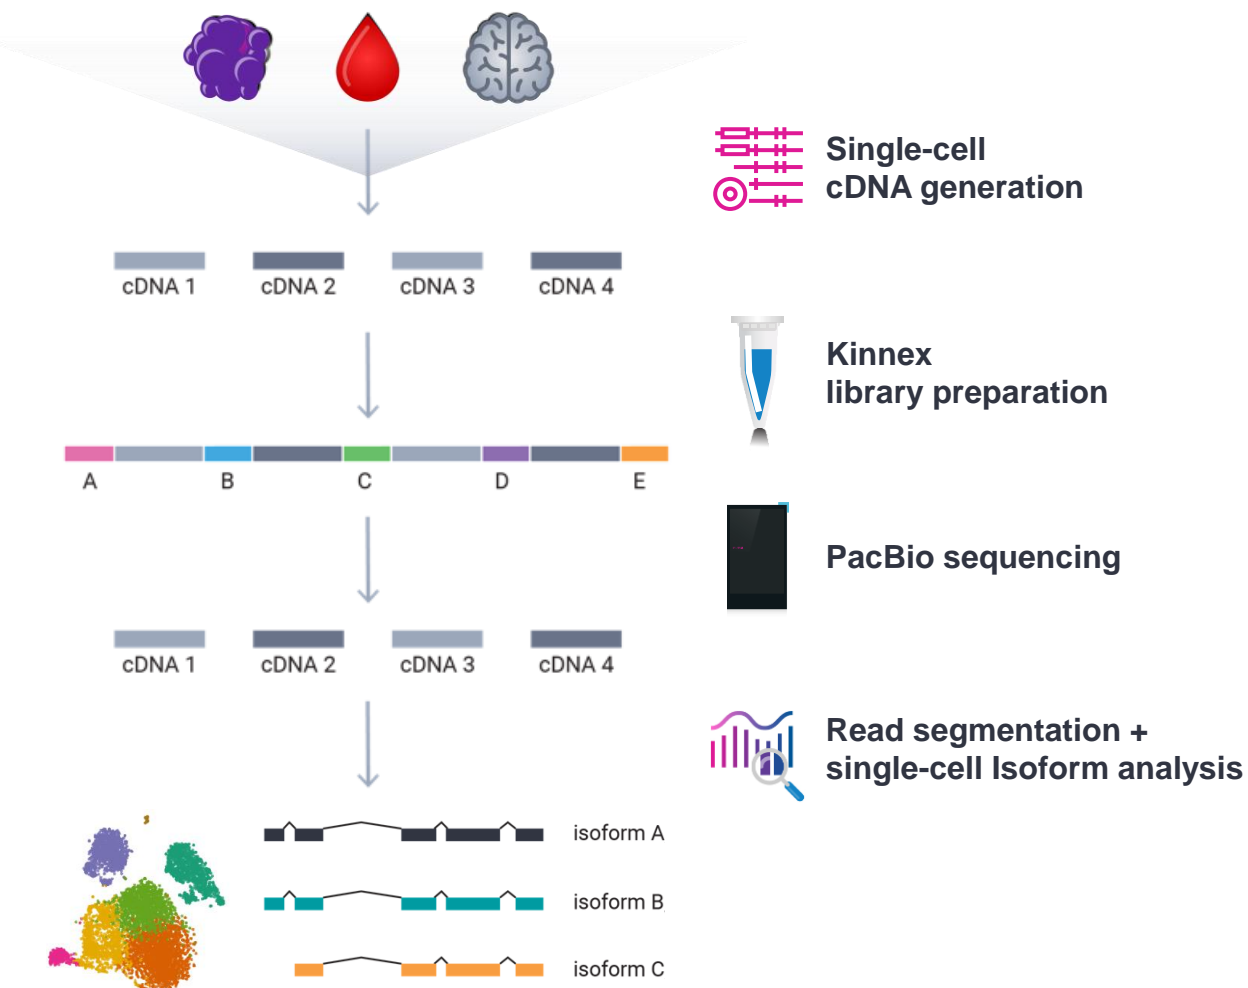 Single-cell
cDNA generation
cDNA 1
cDNA 2
cDNA 3
cDNA 4
Kinnex
library preparation
A
B
C
D
E
PacBio sequencing
cDNA 1
cDNA 2
cDNA 3
cDNA 4
Read segmentation +
single-cell Isoform analysis
isoform A
isoform B
isoform C